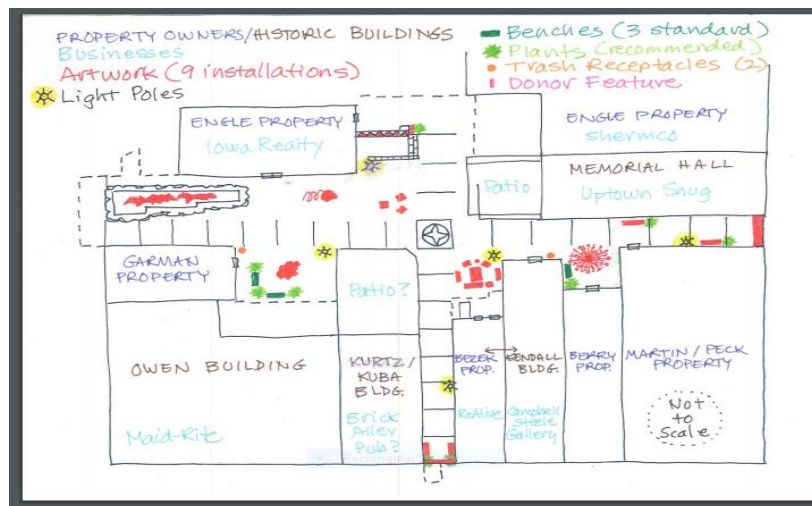 PROPERTY OWNERS/HISTORIC BUILDINGS
Businesses
Artwork (9 installations)
Light Poles
Benches (3 standard)
Plants (recommended)
Trash Receptacles (2)
Donor Feature
ENGLE PROPERTY
Iowa Realty
ENGLE PROPERTY
Shermco
Patio
MEMORIAL HALL
Uptown Snug
GARMAN
PROPERTY
Patio?
OWEN BUILDING
Maid-Rite
KURTZ/
KUBA
BLDG.
Brick
Alley
Pub?
BEZEK
PROP.
ReAlive
KENDALL
BLDG.
Campbell
Steele
Gallery
BERRY
PROP.
MARTIN/PECK
PROPERTY
Not
to
Scale